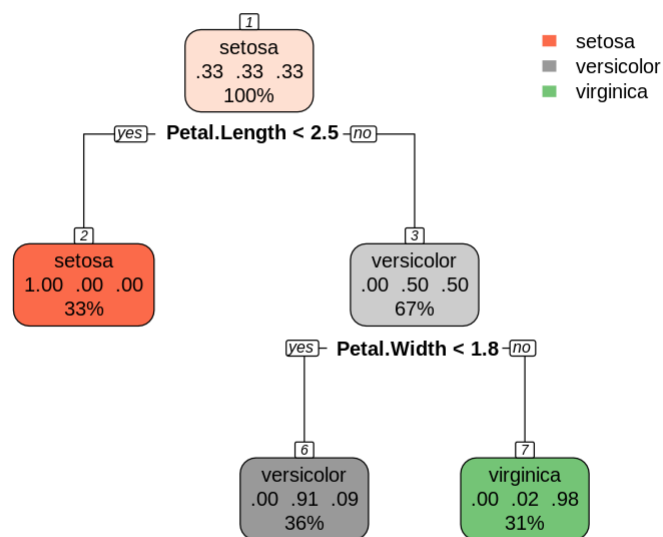 1
setosa
.33 .33 .33
100%
setosa
versicolor
virginica
yes Petal.Length < 2.5 no
2
setosa
1.00 .00 .00
33%
3
versicolor
.00 .50 .50
67%
yes Petal.Width < 1.8 no
6
versicolor
.00 .91 .09
36%
7
virginica
.00 .02 .98
31%